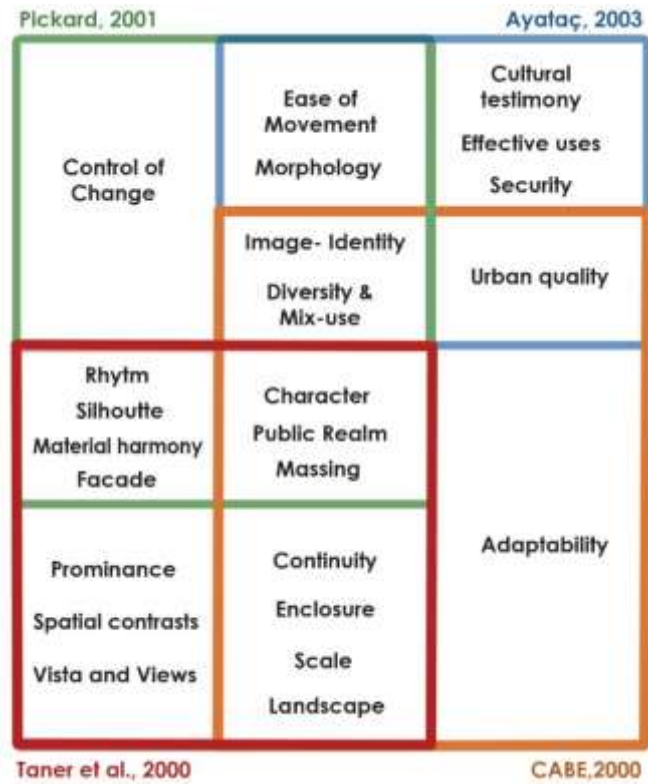 Pickard, 2001
Ayataç, 2003
Control of
Change
Ease of
Movement
Morphology
Cultural
testimony
Effective uses
Security
Image- Identity
Diversity &
Mix-use
Urban quality
Rhytm
Silhoutte
Material harmony
Facade
Character
Public Realm
Massing
Prominance
Spatial contrasts
Vista and Views
Continuity
Enclosure
Scale
Landscape
Adaptability
Taner et al., 2000
CABE,2000